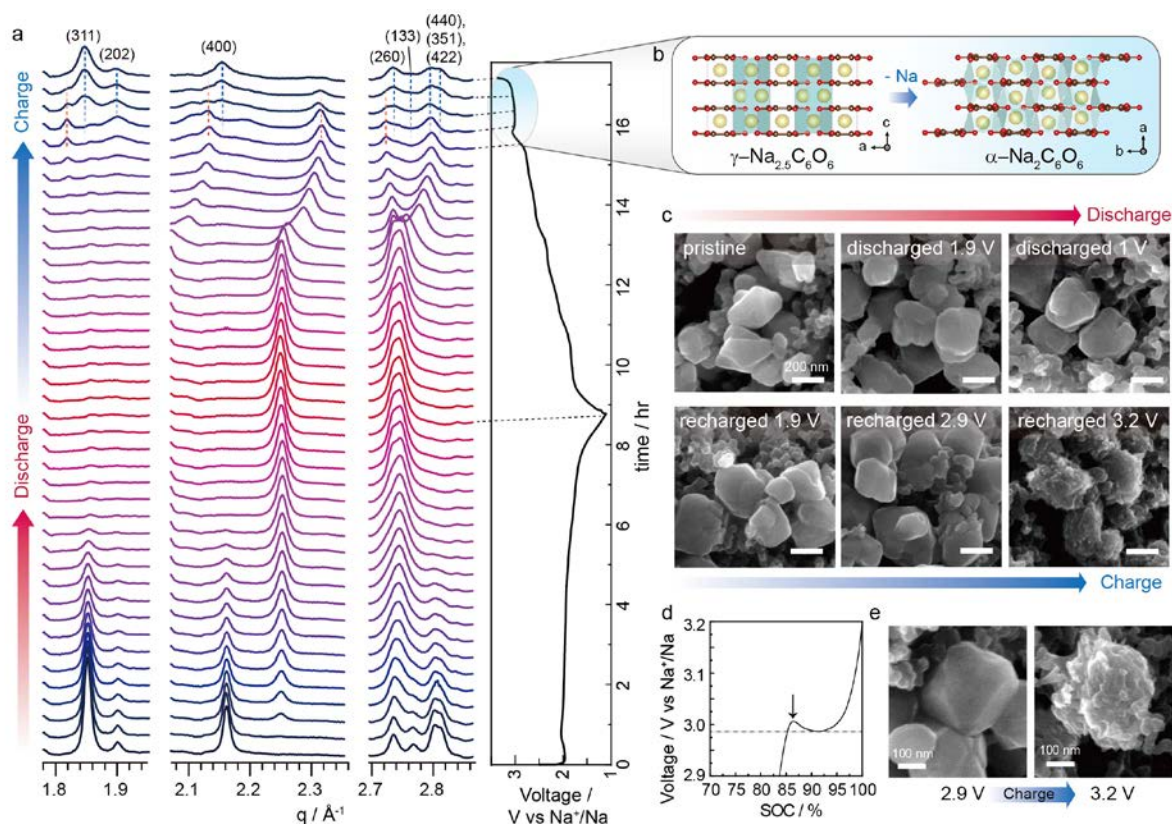 a
(311)
(202)
(400)
(260)
(133)
(440),
(351),
(422)
Charge
Discharge
1.8
1.9
2.1
2.2
2.3
2.7
2.8
q / Å⁻¹
0
2
4
6
8
10
12
14
16
time / hr
3
2
1
Voltage /
V vs Na⁺/Na
b
c
a
γ–Na₂.₅C₆O₆
- Na
a
b
α–Na₂C₆O₆
c
Discharge
pristine
200 nm
discharged 1.9 V
discharged 1 V
recharged 1.9 V
recharged 2.9 V
recharged 3.2 V
Charge
d
Voltage / V vs Na⁺/Na
3.2
3.1
3.0
2.9
70 75 80 85 90 95 100
SOC / %
e
100 nm
100 nm
2.9 V
Charge
3.2 V